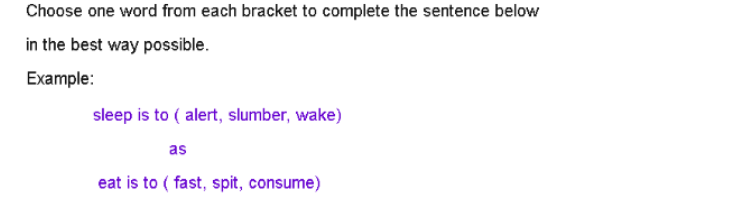 Choose one word from each bracket to complete the sentence below
in the best way possible.
Example:
sleep is to ( alert, slumber, wake)
as
eat is to ( fast, spit, consume)